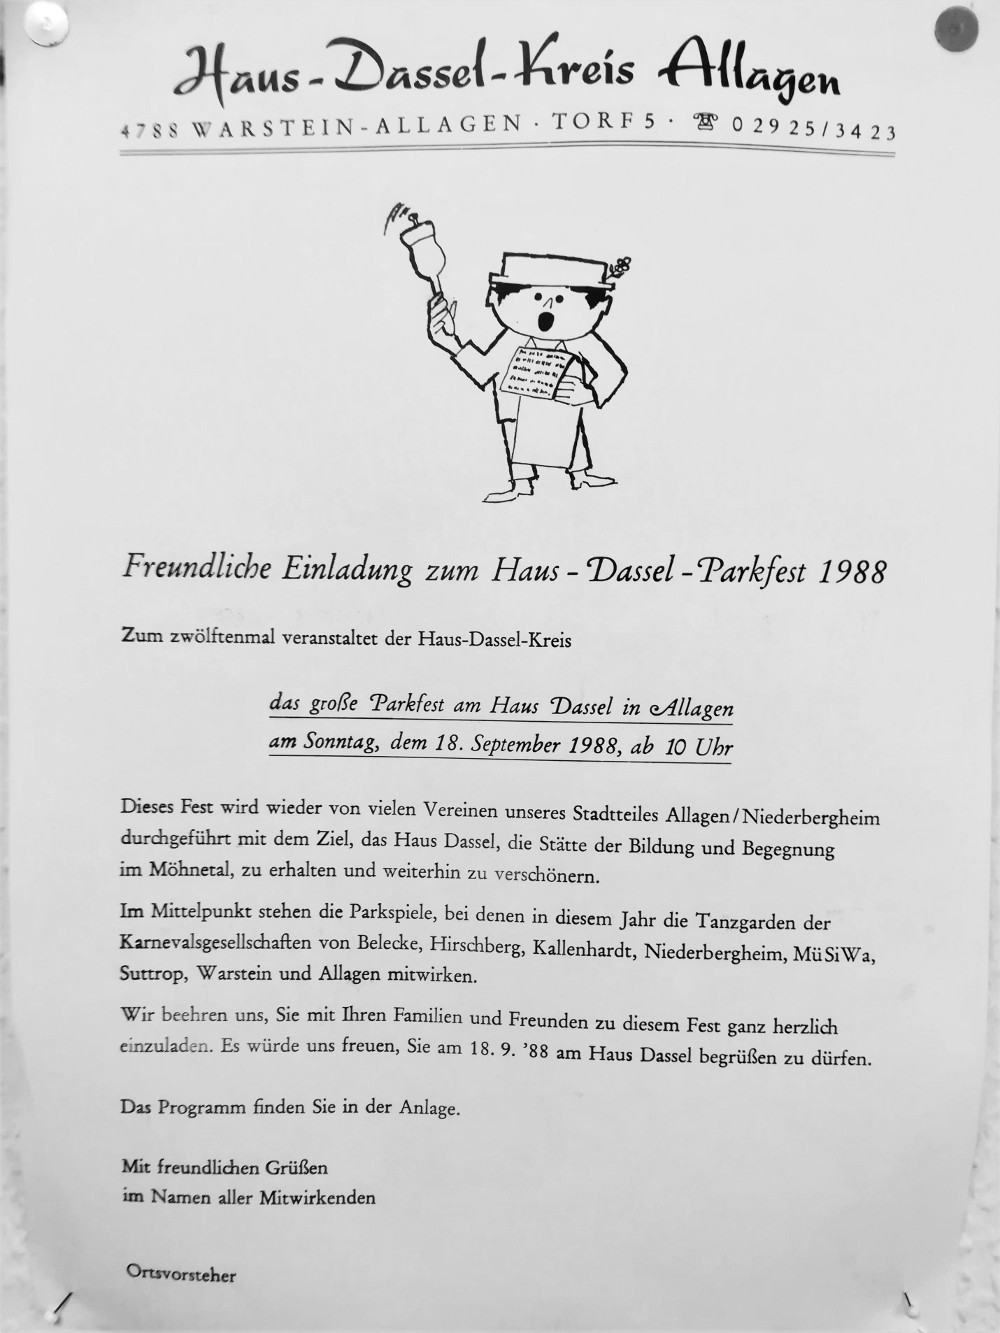 Haus-Dassel-Kreis Allagen
4788 WARSTEIN-ALLAGEN · TORF 5 · ☏ 0 29 25/34 23
Freundliche Einladung zum Haus-Dassel-Parkfest 1988
Zum zwölftenmal veranstaltet der Haus-Dassel-Kreis
das große Parkfest am Haus Dassel in Allagen
am Sonntag, dem 18. September 1988, ab 10 Uhr
Dieses Fest wird wieder von vielen Vereinen unseres Stadtteiles Allagen/Niederbergheim
durchgeführt mit dem Ziel, das Haus Dassel, die Stätte der Bildung und Begegnung
im Möhnetal, zu erhalten und weiterhin zu verschönern.
Im Mittelpunkt stehen die Parkspiele, bei denen in diesem Jahr die Tanzgarden der
Karnevalsgesellschaften von Belecke, Hirschberg, Kallenhardt, Niederbergheim, MüSiWa,
Suttrop, Warstein und Allagen mitwirken.
Wir beehren uns, Sie mit Ihren Familien und Freunden zu diesem Fest ganz herzlich
einzuladen. Es würde uns freuen, Sie am 18. 9. '88 am Haus Dassel begrüßen zu dürfen.
Das Programm finden Sie in der Anlage.
Mit freundlichen Grüßen
im Namen aller Mitwirkenden
Ortsvorsteher